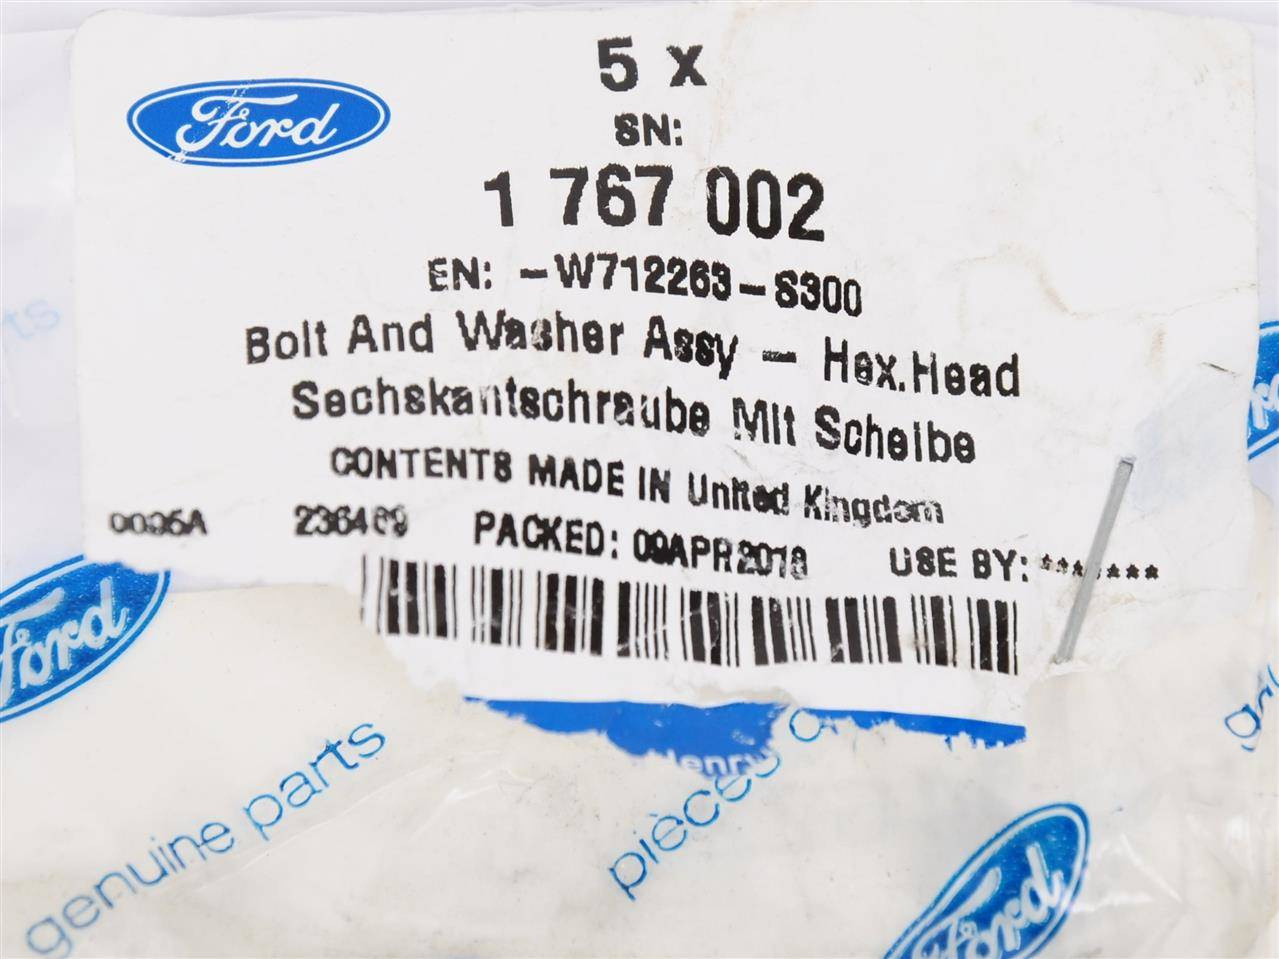 Ford
5 x
SN:
1 767 002
EN: -W712263-S300
Bolt And Washer Assy - Hex.Head
Sechskantschraube Mit Scheibe
CONTENTS MADE IN United Kingdom
236469 PACKED: 09APR2018 USE BY: *******
Ford
genuine parts
pièces
Ford